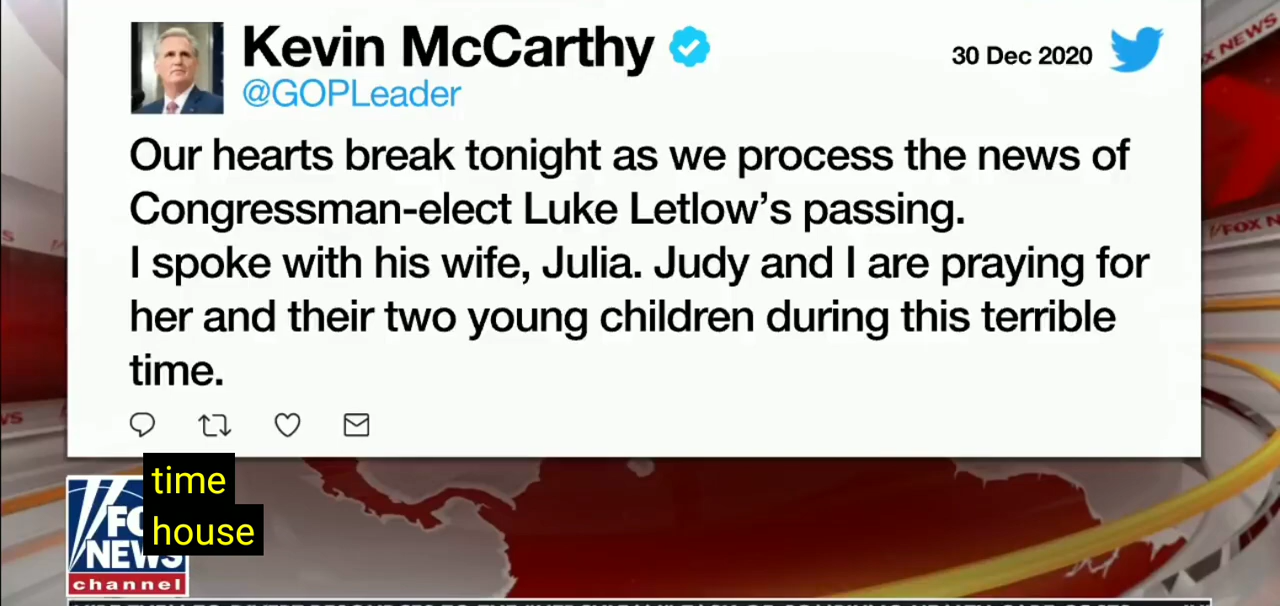 Kevin McCarthy
30 Dec 2020
@GOPLeader
Our hearts break tonight as we process the news of
Congressman-elect Luke Letlow’s passing.
I spoke with his wife, Julia. Judy and I are praying for
her and their two young children during this terrible
time.
time
house
NEWS
channel
X NEWS
FOX N
S
WS